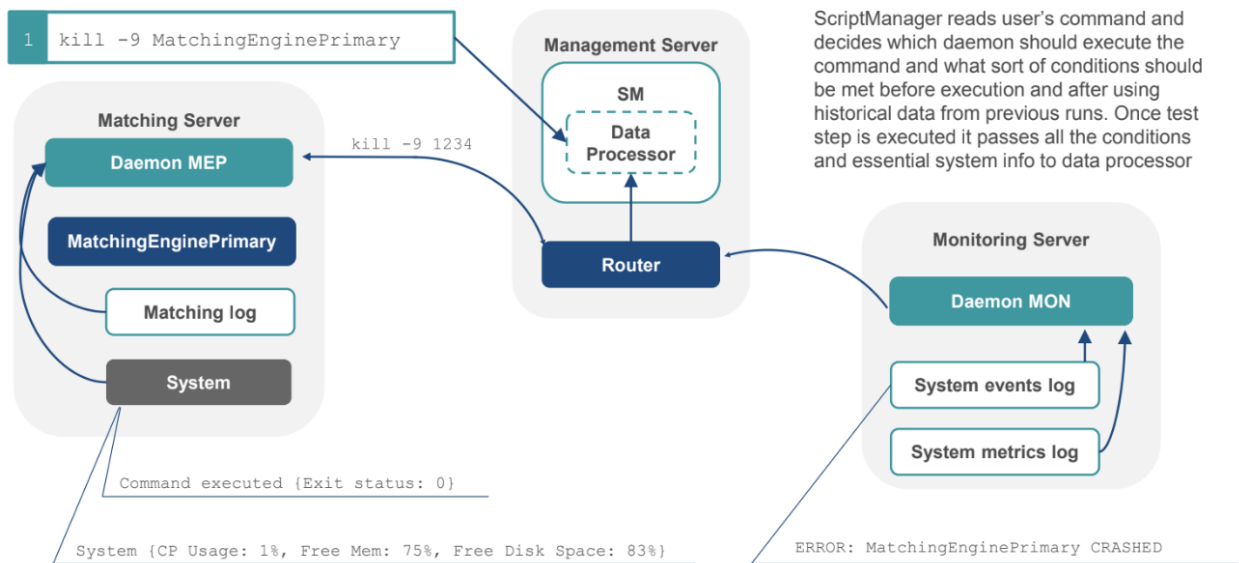 1 kill -9 MatchingEnginePrimary
Management Server
SM
Data
Processor
Router
ScriptManager reads user's command and
decides which daemon should execute the
command and what sort of conditions should
be met before execution and after using
historical data from previous runs. Once test
step is executed it passes all the conditions
and essential system info to data processor
Matching Server
Daemon MEP
kill -9 1234
MatchingEnginePrimary
Matching log
System
Monitoring Server
Daemon MON
System events log
System metrics log
Command executed {Exit status: 0}
System {CP Usage: 1%, Free Mem: 75%, Free Disk Space: 83%}
ERROR: MatchingEnginePrimary CRASHED